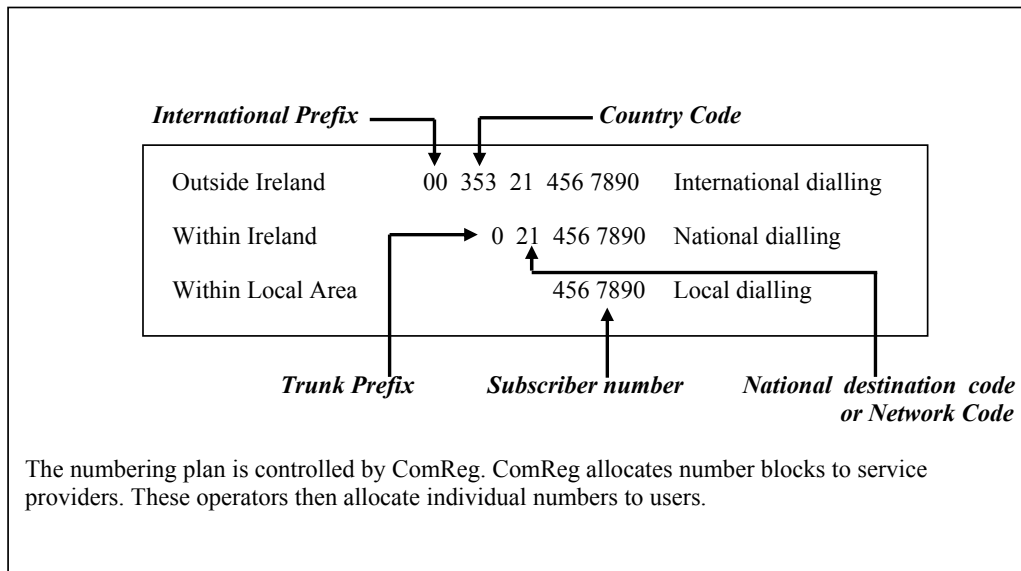 International Prefix Country Code
Outside Ireland 00 353 21 456 7890 International dialling
Within Ireland 0 21 456 7890 National dialling
Within Local Area 456 7890 Local dialling
Trunk Prefix Subscriber number National destination code
or Network Code
The numbering plan is controlled by ComReg. ComReg allocates number blocks to service
providers. These operators then allocate individual numbers to users.